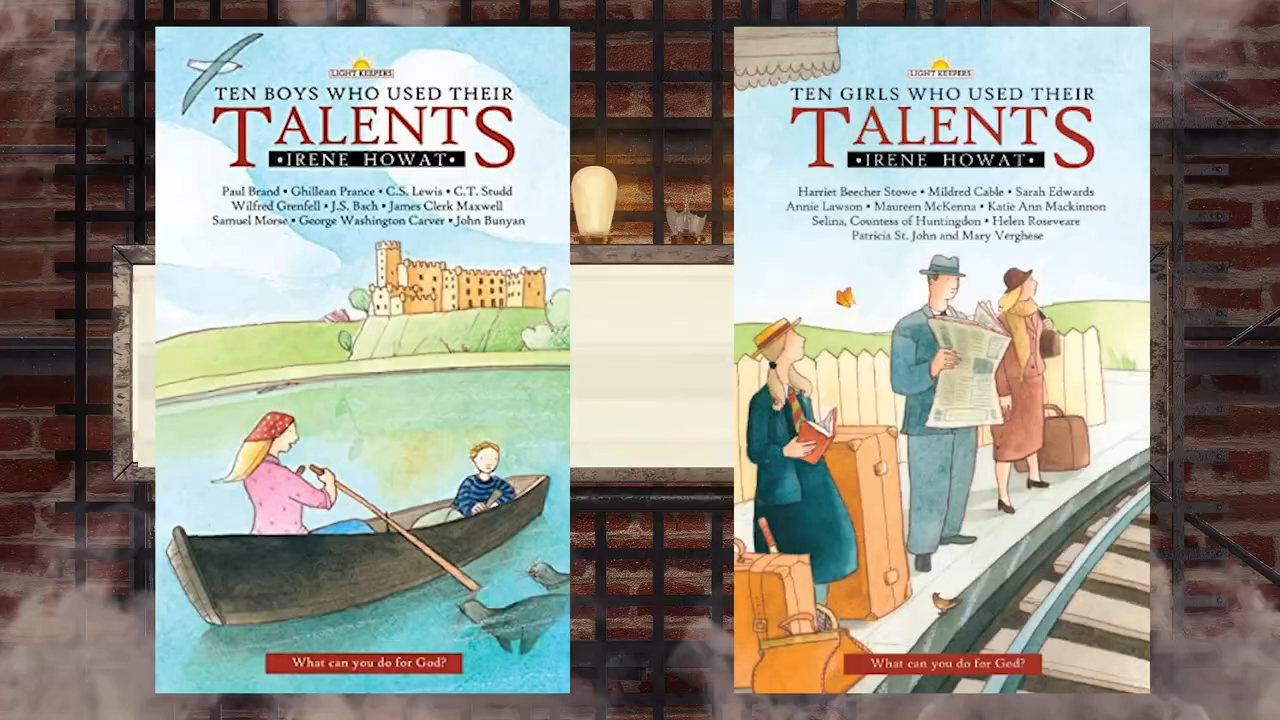 LIGHT KEEPERS
TEN BOYS WHO USED THEIR
TALENTS
•IRENE HOWAT•
Paul Brand • Ghillean Prance • C.S. Lewis • C.T. Studd
Wilfred Grenfell • J.S. Bach • James Clerk Maxwell
Samuel Morse • George Washington Carver • John Bunyan
What can you do for God?
LIGHT KEEPERS
TEN GIRLS WHO USED THEIR
TALENTS
•IRENE HOWAT•
Harriet Beecher Stowe • Mildred Cable • Sarah Edwards
Annie Lawson • Maureen McKenna • Katie Ann Mackinnon
Selina, Countess of Huntingdon • Helen Roseveare
Patricia St. John and Mary Verghese
What can you do for God?